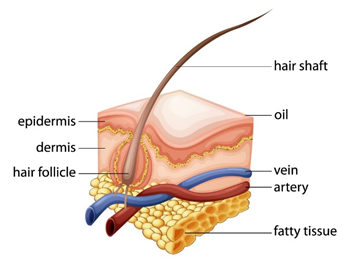 hair shaft
oil
epidermis
dermis
hair follicle
vein
artery
fatty tissue